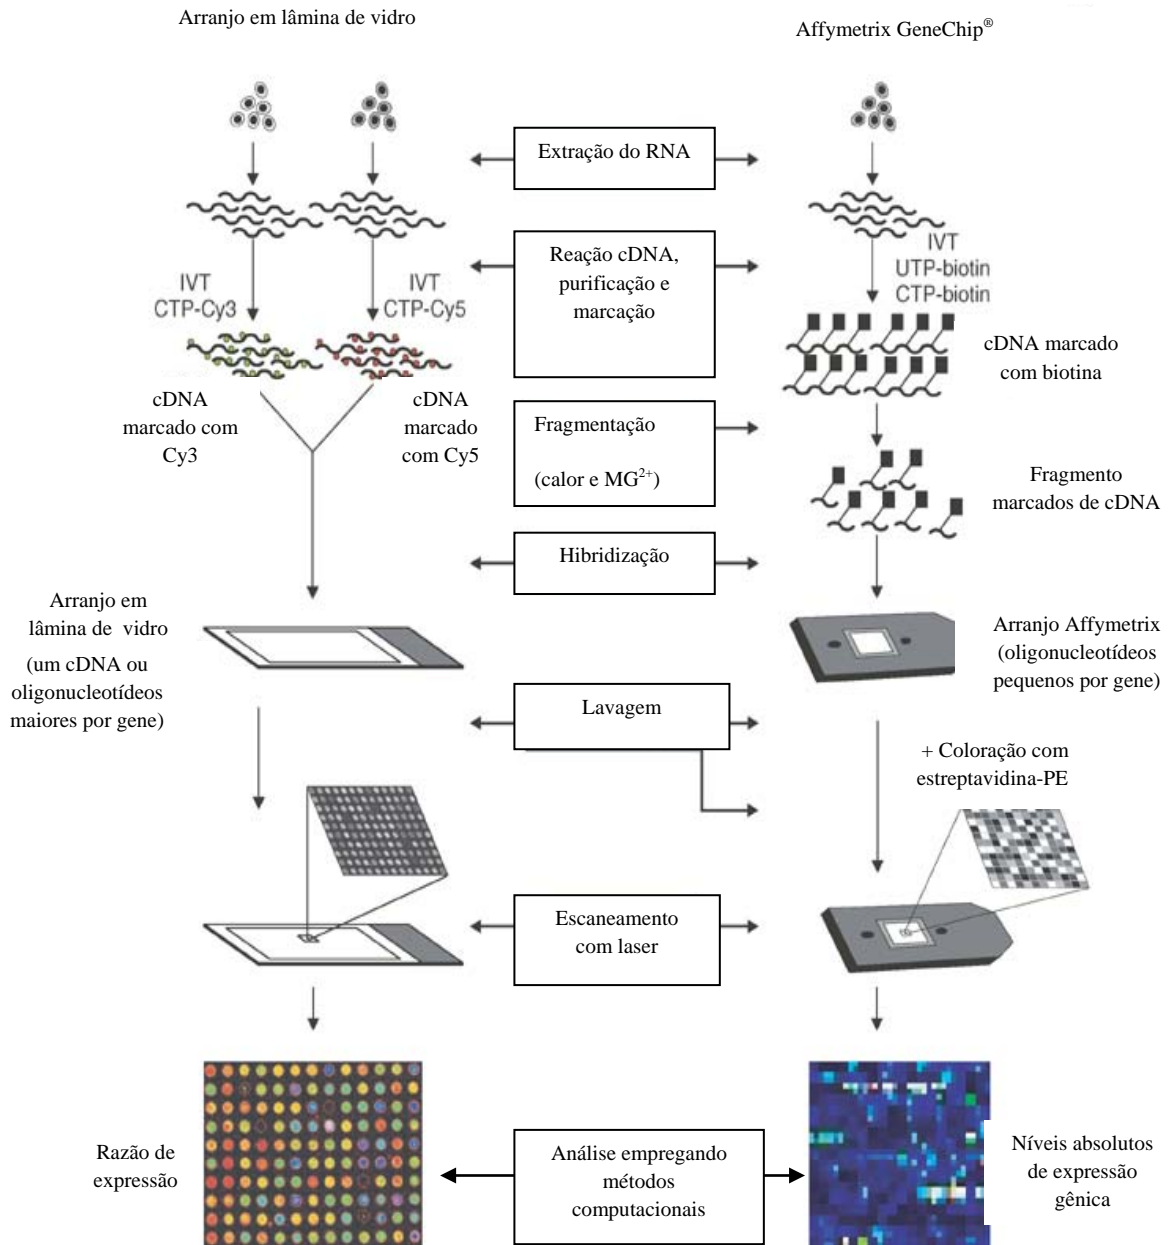 Arranjo em lâmina de vidro
Affymetrix GeneChip®
Extração do RNA
IVT
CTP-Cy3
IVT
CTP-Cy5
Reação cDNA,
purificação e
marcação
IVT
UTP-biotin
CTP-biotin
cDNA marcado
com biotina
cDNA
marcado com
Cy3
cDNA
marcado
com Cy5
Fragmentação
(calor e MG²⁺)
Fragmento
marcados de cDNA
Hibridização
Arranjo em
lâmina de vidro
(um cDNA ou
oligonucleotídeos
maiores por gene)
Arranjo Affymetrix
(oligonucleotídeos
pequenos por gene)
Lavagem
+ Coloração com
estreptavidina-PE
Escaneamento
com laser
Razão de
expressão
Análise empregando
métodos
computacionais
Níveis absolutos
de expressão
gênica